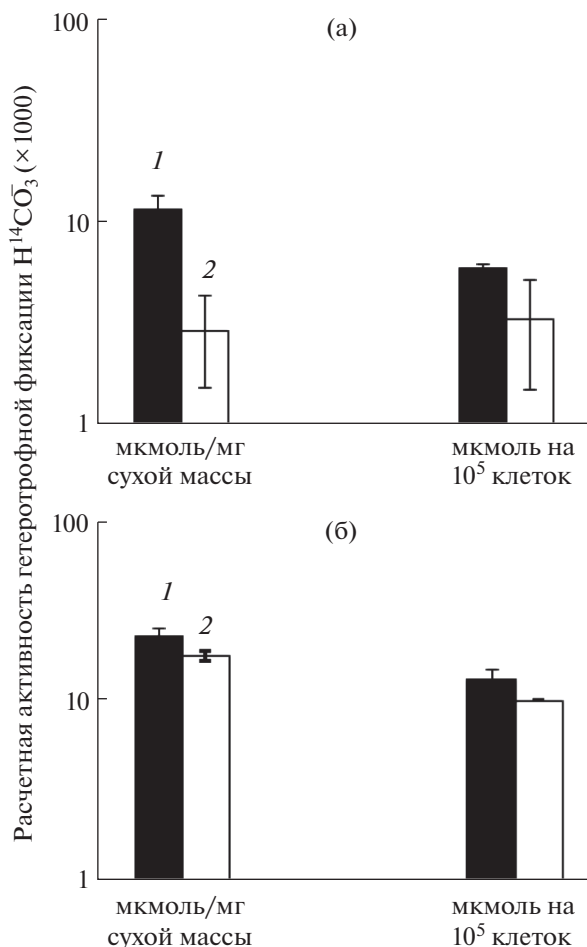 Расчетная активность гетеротрофной фиксации H¹⁴CO₃⁻ (×1000)
(а)
100
10
1
1
2
мкмоль/мг
сухой массы
мкмоль на
10⁵ клеток
(б)
100
10
1
1
2
мкмоль/мг
сухой массы
мкмоль на
10⁵ клеток